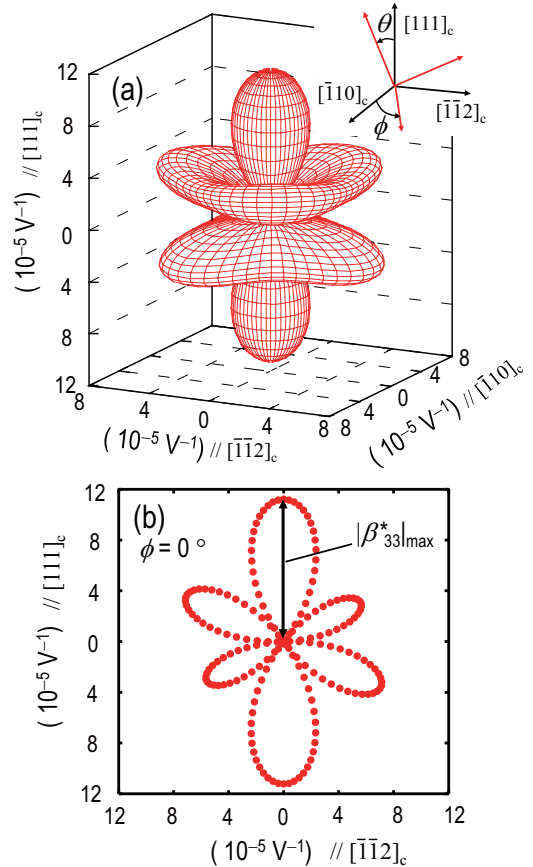 (a)
θ
[111]c
[1̄10]c
ϕ
[1̄1̄2]c
12
8
4
0
4
8
12
(10⁻⁵ V⁻¹) // [111]c
8
4
0
4
8
(10⁻⁵ V⁻¹) // [1̄1̄2]c
8
4
0
4
8
(10⁻⁵ V⁻¹) // [1̄10]c
(b)
ϕ = 0 °
|β*33|max
12
8
4
0
4
8
12
(10⁻⁵ V⁻¹) // [111]c
12
8
4
0
4
8
12
(10⁻⁵ V⁻¹) // [1̄1̄2]c